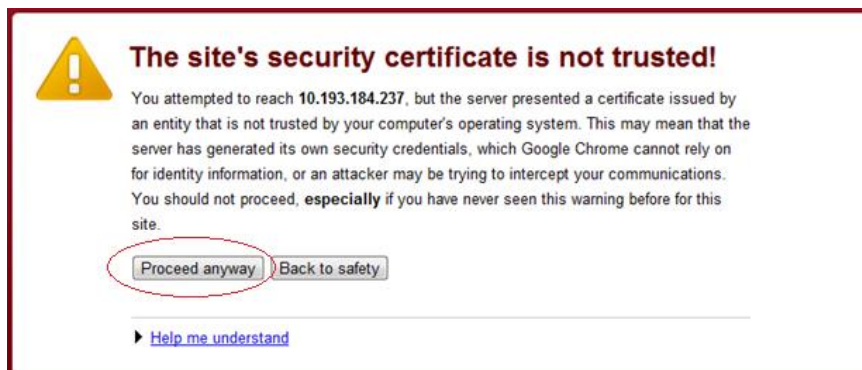 The site's security certificate is not trusted!
You attempted to reach 10.193.184.237, but the server presented a certificate issued by
an entity that is not trusted by your computer's operating system. This may mean that the
server has generated its own security credentials, which Google Chrome cannot rely on
for identity information, or an attacker may be trying to intercept your communications.
You should not proceed, especially if you have never seen this warning before for this
site.
Proceed anyway Back to safety
Help me understand